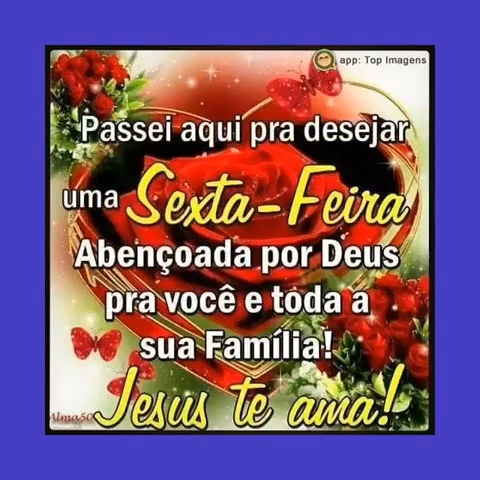 app: Top Imagens
Passei aqui pra desejar
uma Sexta-Feira
Abençoada por Deus
pra você e toda a
sua Família!
Jesus te ama!
Alma50